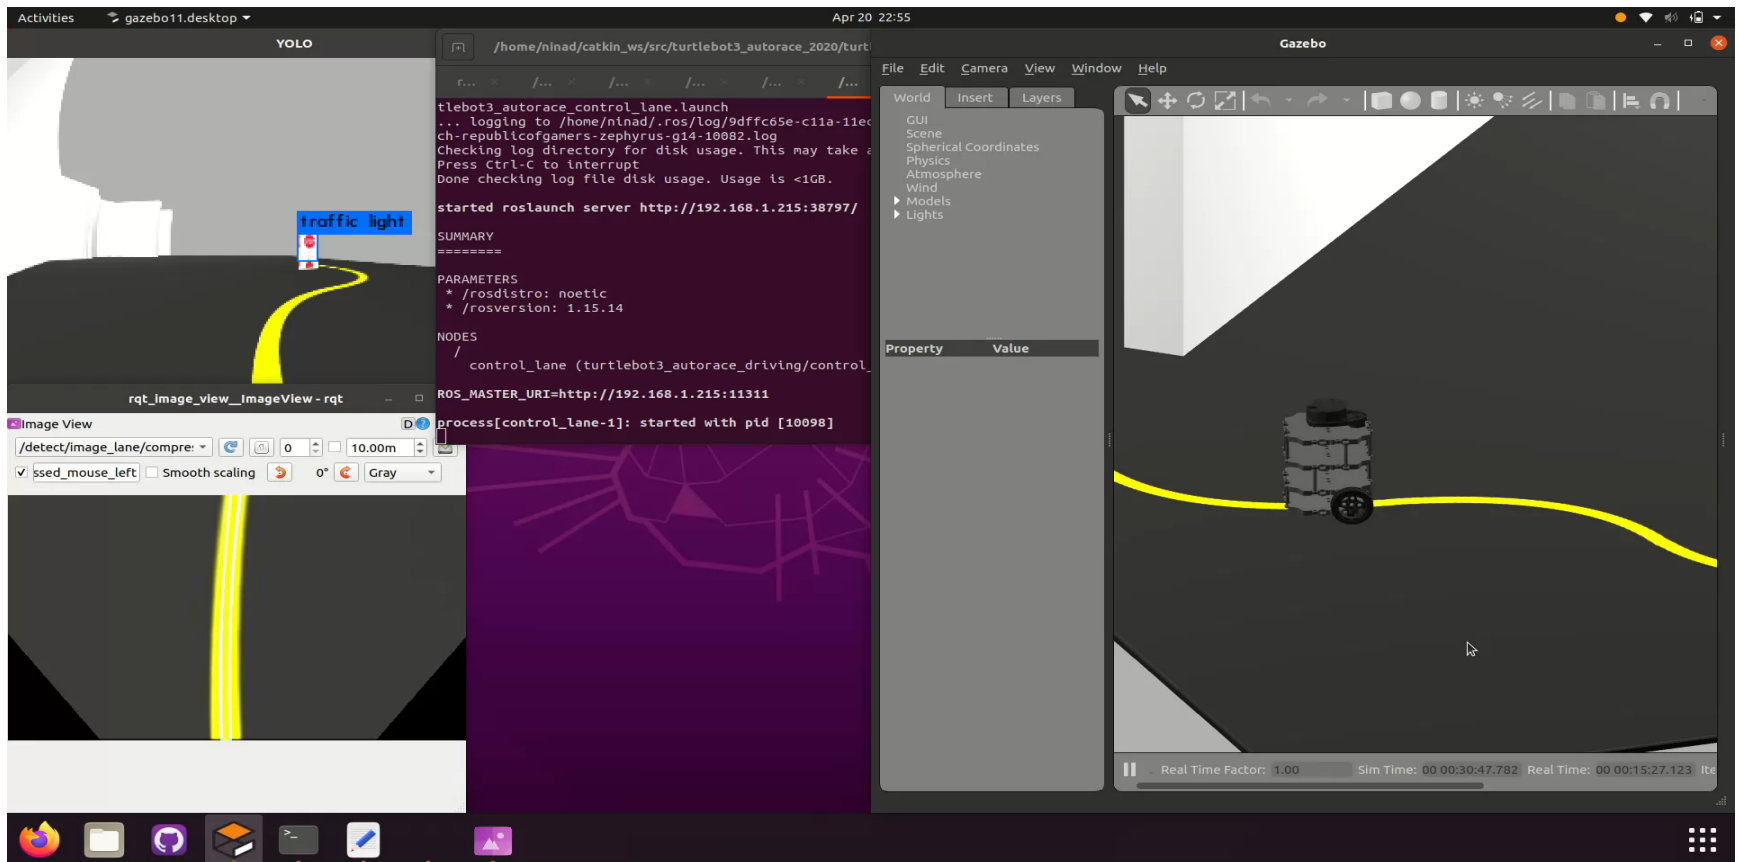 Activities
gazebo11.desktop
Apr 20 22:55
YOLO
traffic light
/home/ninad/catkin_ws/src/turtlebot3_autorace_2020/turtl
r...
/...
/...
/...
/...
/...
tlebot3_autorace_control_lane.launch
... logging to /home/ninad/.ros/log/9dffc65e-c11a-11ec
ch-republicofgamers-zephyrus-g14-10082.log
Checking log directory for disk usage. This may take a
Press Ctrl-C to interrupt
Done checking log file disk usage. Usage is <1GB.
started roslaunch server http://192.168.1.215:38797/
SUMMARY
========
PARAMETERS
* /rosdistro: noetic
* /rosversion: 1.15.14
NODES
/
control_lane (turtlebot3_autorace_driving/control_
ROS_MASTER_URI=http://192.168.1.215:11311
process[control_lane-1]: started with pid [10098]
rqt_image_view__ImageView - rqt
Image View
D
?
/detect/image_lane/compre:
0
10.00m
ssed_mouse_left
Smooth scaling
0°
Gray
Gazebo
File Edit Camera View Window Help
World Insert Layers
GUI
Scene
Spherical Coordinates
Physics
Atmosphere
Wind
Models
Lights
Property Value
Real Time Factor: 1.00 Sim Time: 00 00:30:47.782 Real Time: 00 00:15:27.123 Ite